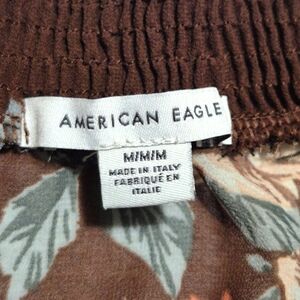 AMERICAN EAGLE
M/M/M
MADE IN ITALY
FABRIQUÉ EN
ITALIE